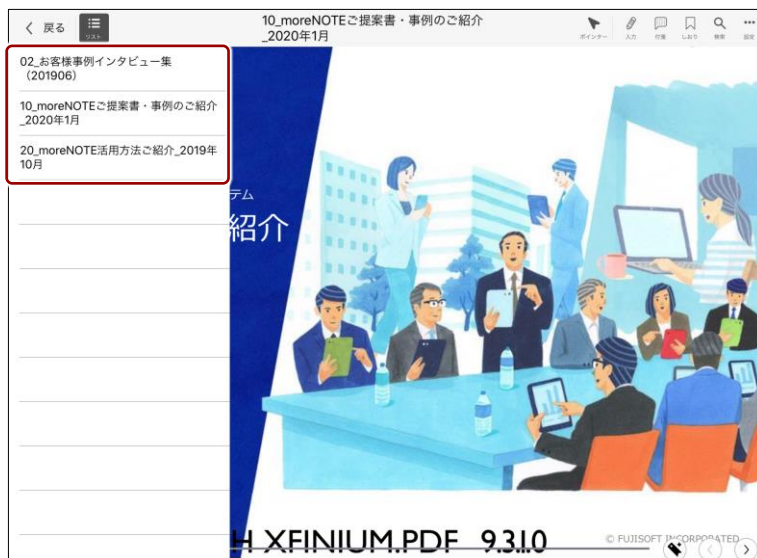 戻る
リスト
10_moreNOTEご提案書・事例のご紹介
_2020年1月
ポインター
入力
付箋
しおり
検索
設定
02_お客様事例インタビュー集
（201906）
10_moreNOTEご提案書・事例のご紹介
_2020年1月
20_moreNOTE活用方法ご紹介_2019年
10月
テム
紹介
H XFINIUM.PDF 9.3.1.0
© FUJISOFT INCORPORATED